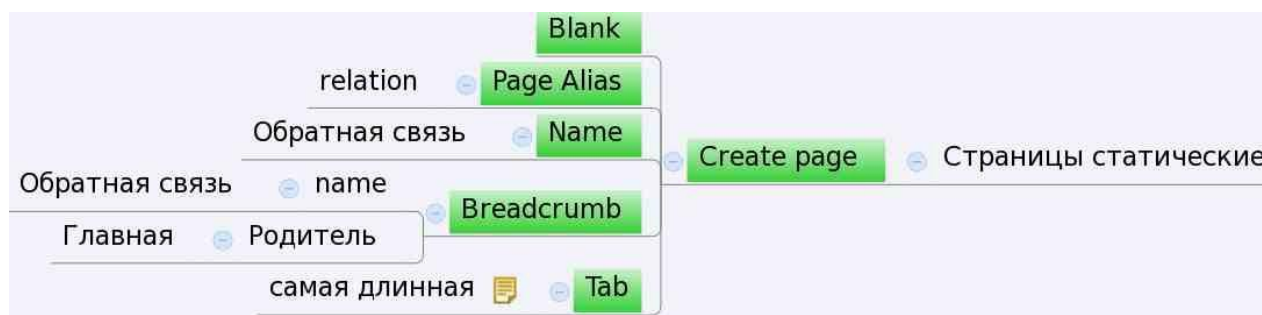 Blank
relation Page Alias
Обратная связь Name
Create page Страницы статические
Обратная связь name
Breadcrumb
Главная Родитель
самая длинная Tab